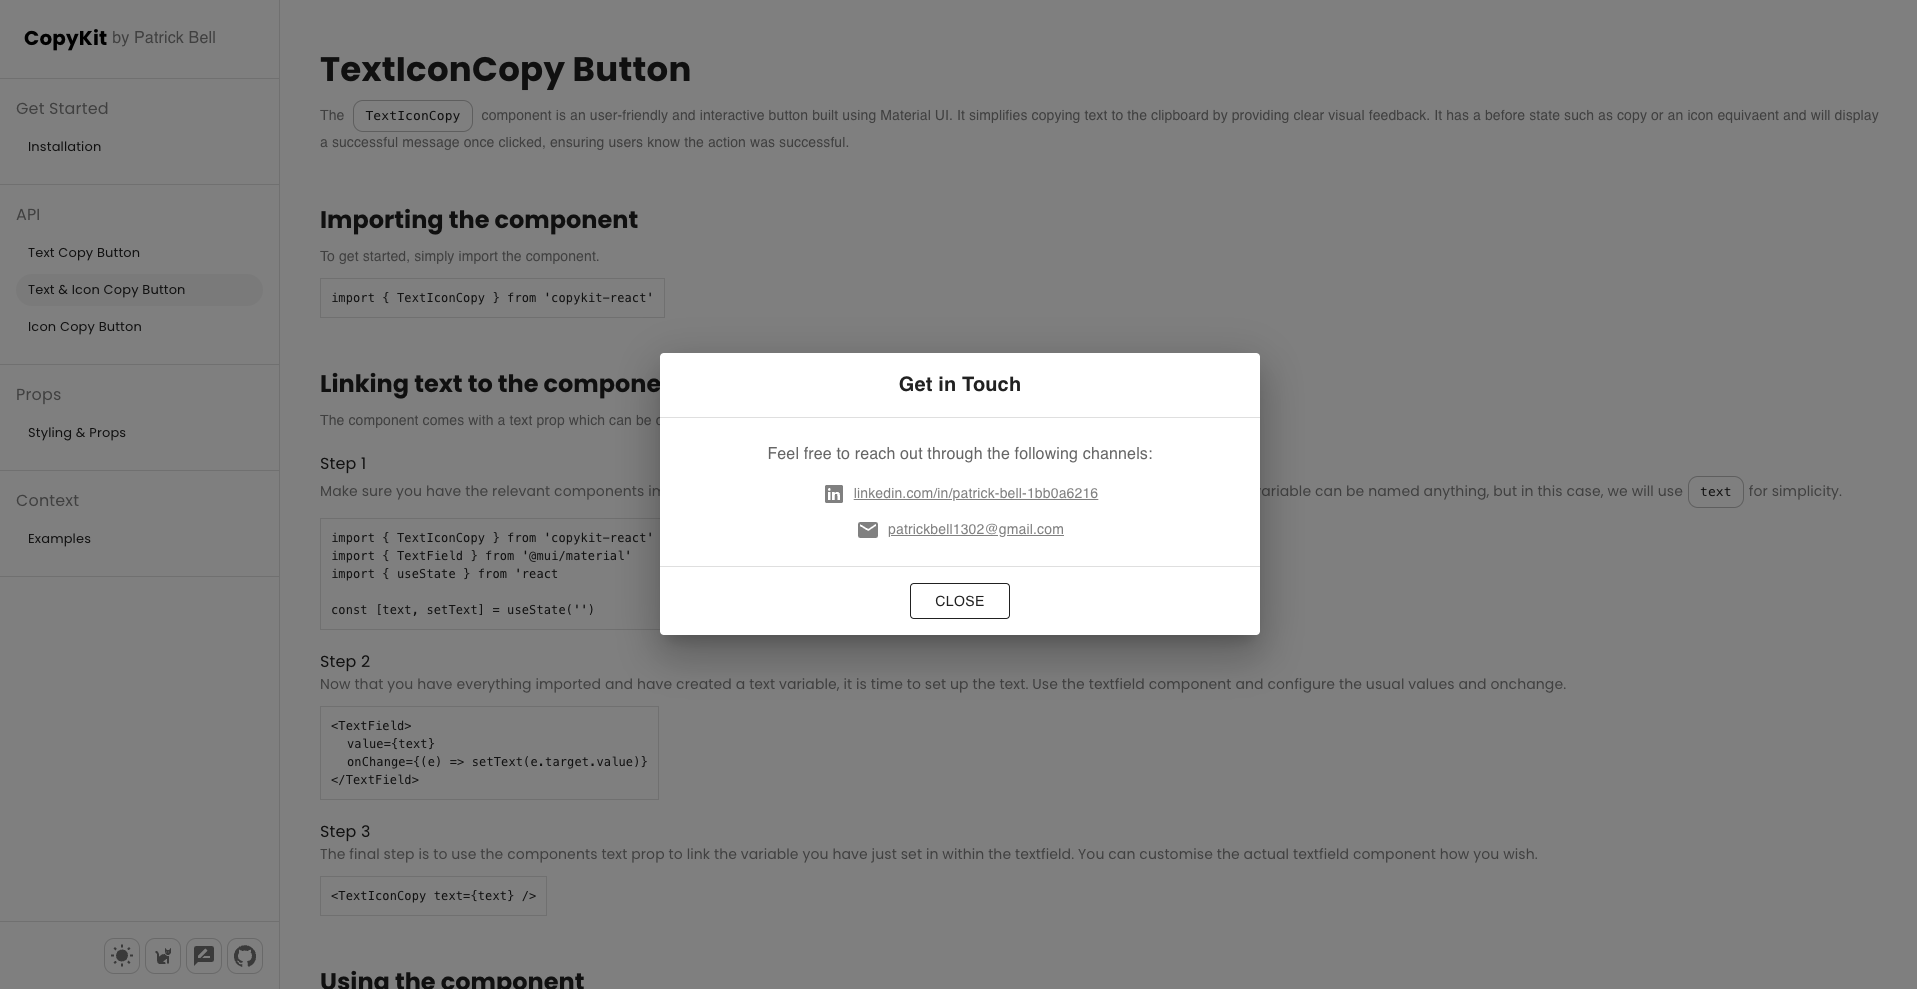 CopyKit by Patrick Bell
Get Started
Installation
API
Text Copy Button
Text & Icon Copy Button
Icon Copy Button
Props
Styling & Props
Context
Examples
TextIconCopy Button
The TextIconCopy component is an user-friendly and interactive button built using Material UI. It simplifies copying text to the clipboard by providing clear visual feedback. It has a before state such as copy or an icon equivaent and will display
a successful message once clicked, ensuring users know the action was successful.
Importing the component
To get started, simply import the component.
import { TextIconCopy } from 'copykit-react'
Linking text to the compone
The component comes with a text prop which can be
Step 1
Make sure you have the relevant components
variable can be named anything, but in this case, we will use text for simplicity.
import { TextIconCopy } from 'copykit-react'
import { TextField } from '@mui/material'
import { useState } from 'react
const [text, setText] = useState('')
Step 2
Now that you have everything imported and have created a text variable, it is time to set up the text. Use the textfield component and configure the usual values and onchange.
<TextField>
value={text}
onChange={(e) => setText(e.target.value)}
</TextField>
Step 3
The final step is to use the components text prop to link the variable you have just set in within the textfield. You can customise the actual textfield component how you wish.
<TextIconCopy text={text} />
Using the component
Get in Touch
Feel free to reach out through the following channels:
linkedin.com/in/patrick-bell-1bb0a6216
patrickbell1302@gmail.com
CLOSE